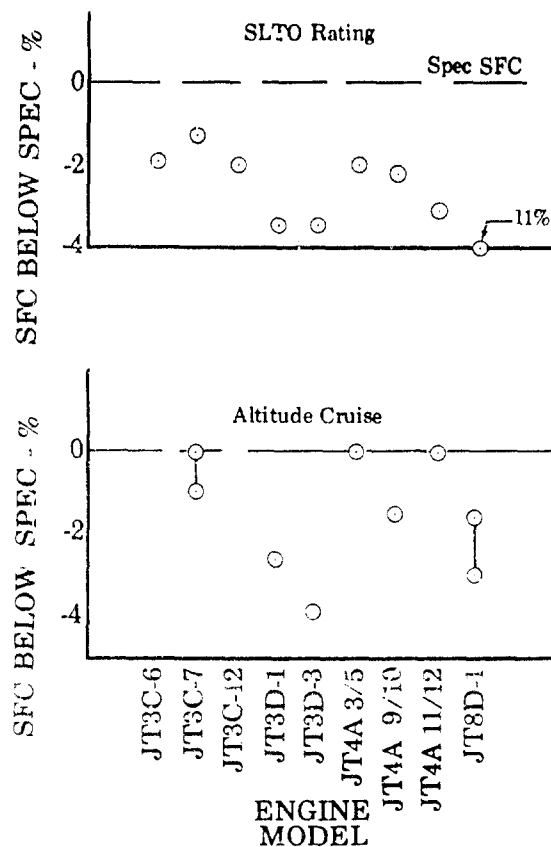 SLTO Rating
Spec SFC
0
-2
-4
11%
SFC BELOW SPEC - %
Altitude Cruise
0
-2
-4
SFC BELOW SPEC - %
JT3C-6
JT3C-7
JT3C-12
JT3D-1
JT3D-3
JT4A 3/5
JT4A 9/10
JT4A 11/12
JT8D-1
ENGINE
MODEL